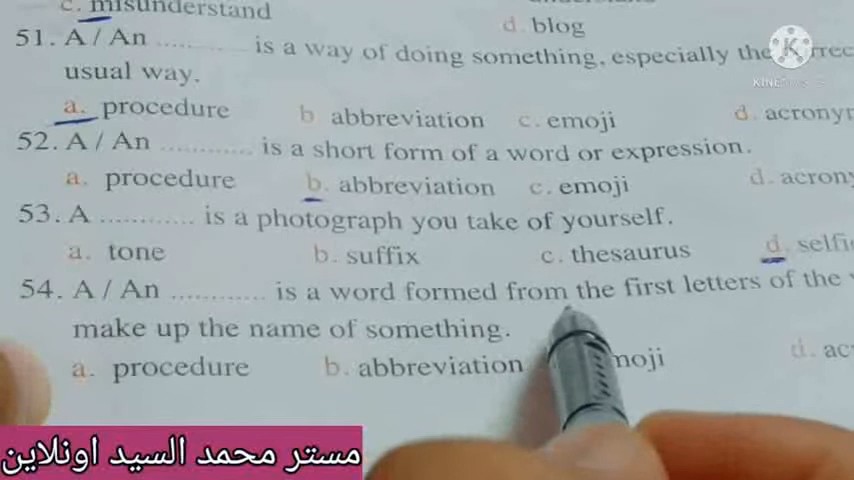 c. misunderstand
d. blog
51. A / An ............ is a way of doing something, especially the
usual way.
a. procedure b abbreviation c. emoji d.
52. A / An ............ is a short form of a word or expression.
a. procedure b. abbreviation c. emoji d.
53. A ............ is a photograph you take of yourself.
a. tone b. suffix c. thesaurus d.
54. A / An ............ is a word formed from the first letters of the
make up the name of something.
a. procedure b. abbreviation d.
مستر محمد السيد اونلاين